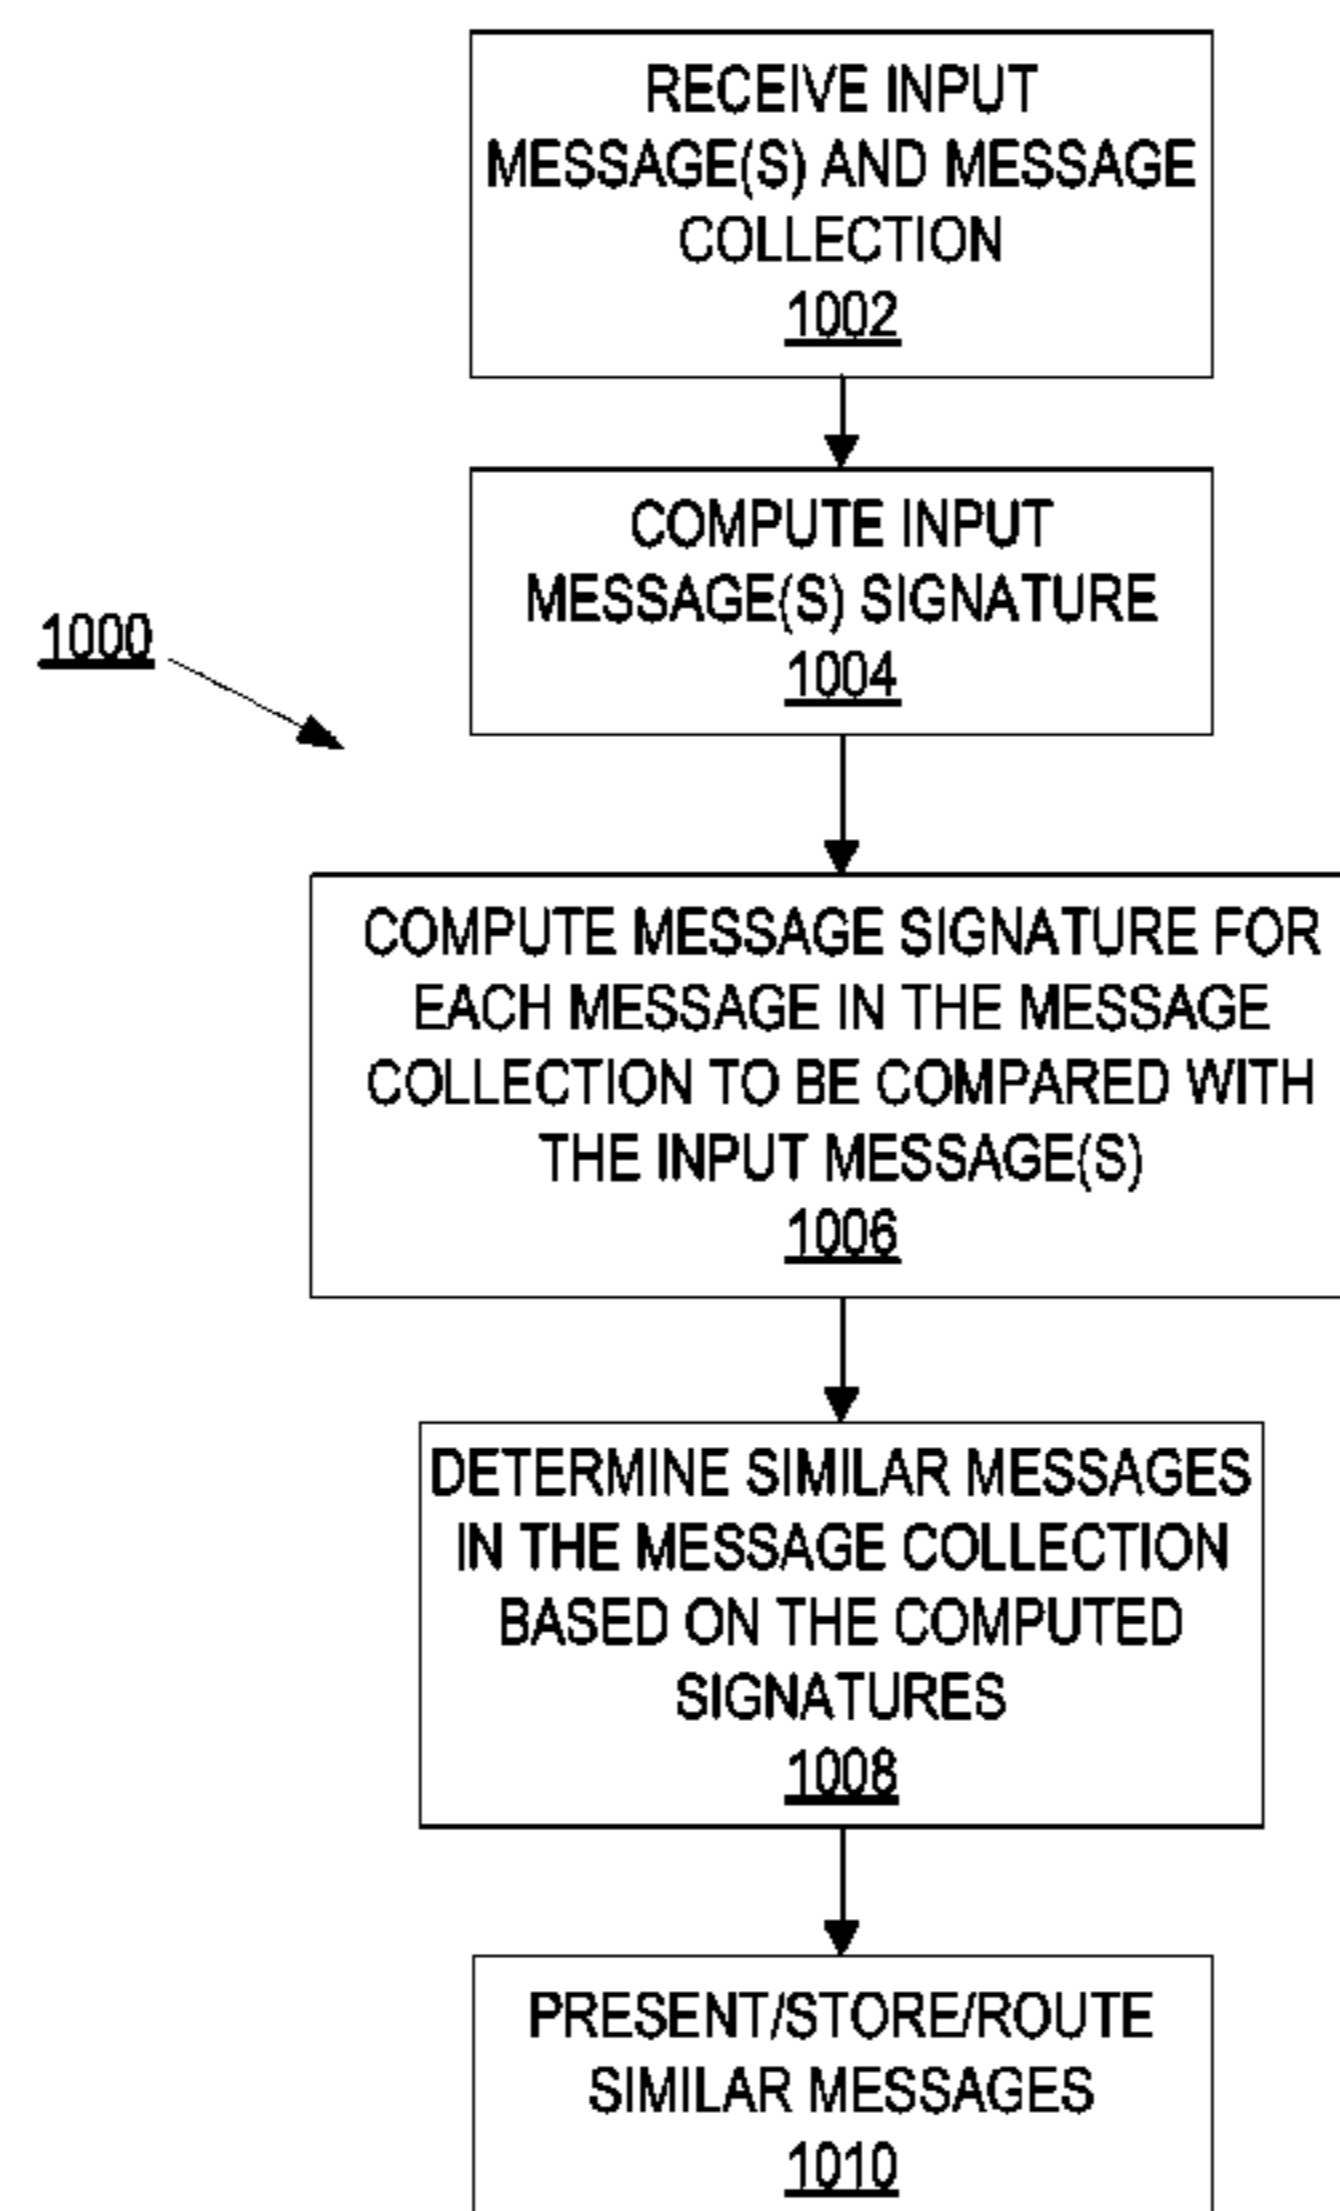 RECEIVE INPUT
MESSAGE(S) AND MESSAGE
COLLECTION
1002
COMPUTE INPUT
MESSAGE(S) SIGNATURE
1004
1000
COMPUTE MESSAGE SIGNATURE FOR
EACH MESSAGE IN THE MESSAGE
COLLECTION TO BE COMPARED WITH
THE INPUT MESSAGE(S)
1006
DETERMINE SIMILAR MESSAGES
IN THE MESSAGE COLLECTION
BASED ON THE COMPUTED
SIGNATURES
1008
PRESENT/STORE/ROUTE
SIMILAR MESSAGES
1010